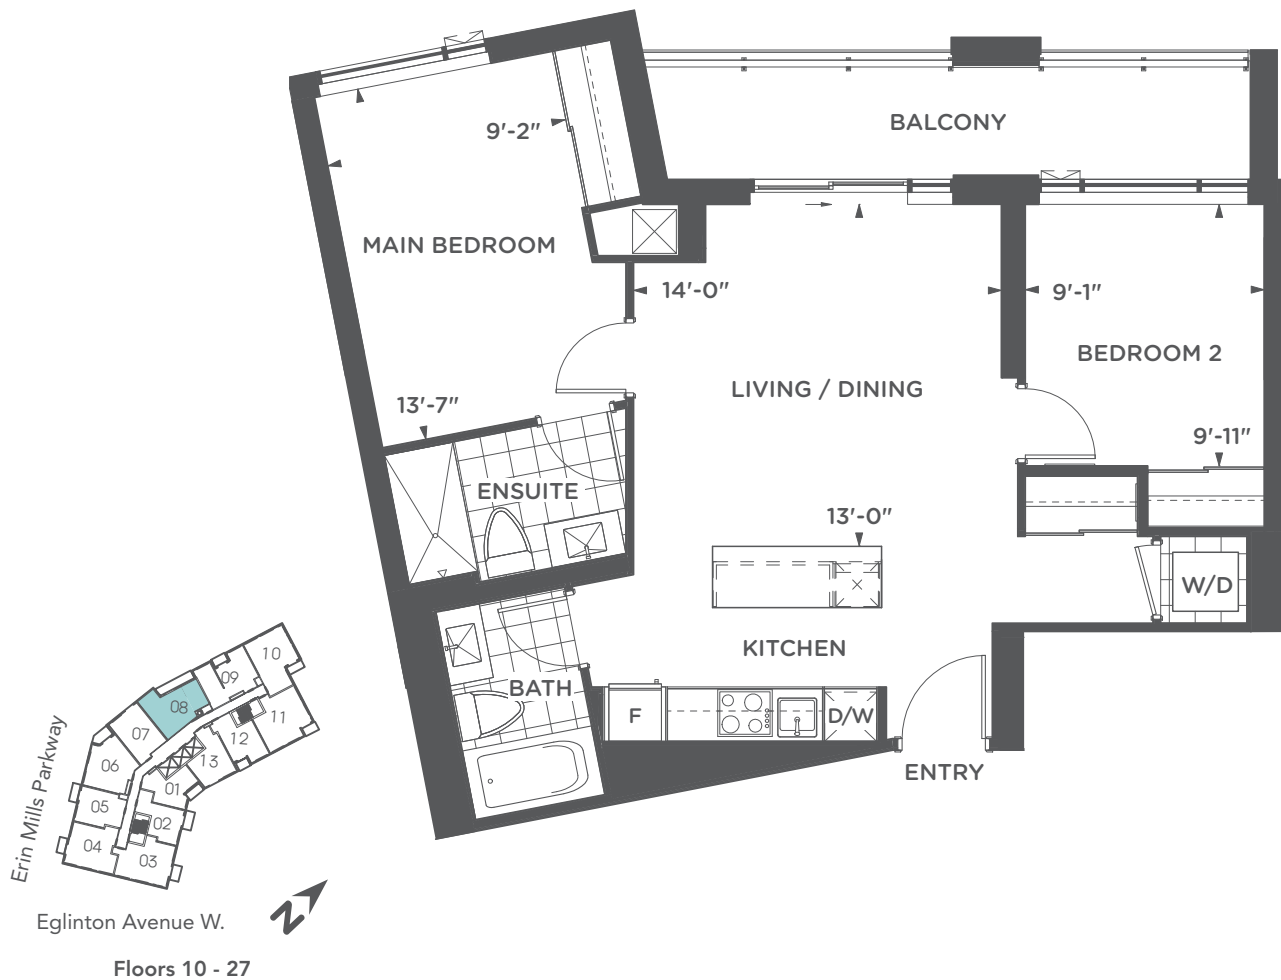 BALCONY
9'-2"
MAIN BEDROOM
14'-0"
9'-1"
BEDROOM 2
LIVING / DINING
13'-7"
9'-11"
ENSUITE
13'-0"
W/D
KITCHEN
BATH
F
D/W
ENTRY
10
09
08
11
07
12
13
06
01
05
02
04
03
Erin Mills Parkway
Eglinton Avenue W.
N
Floors 10 - 27